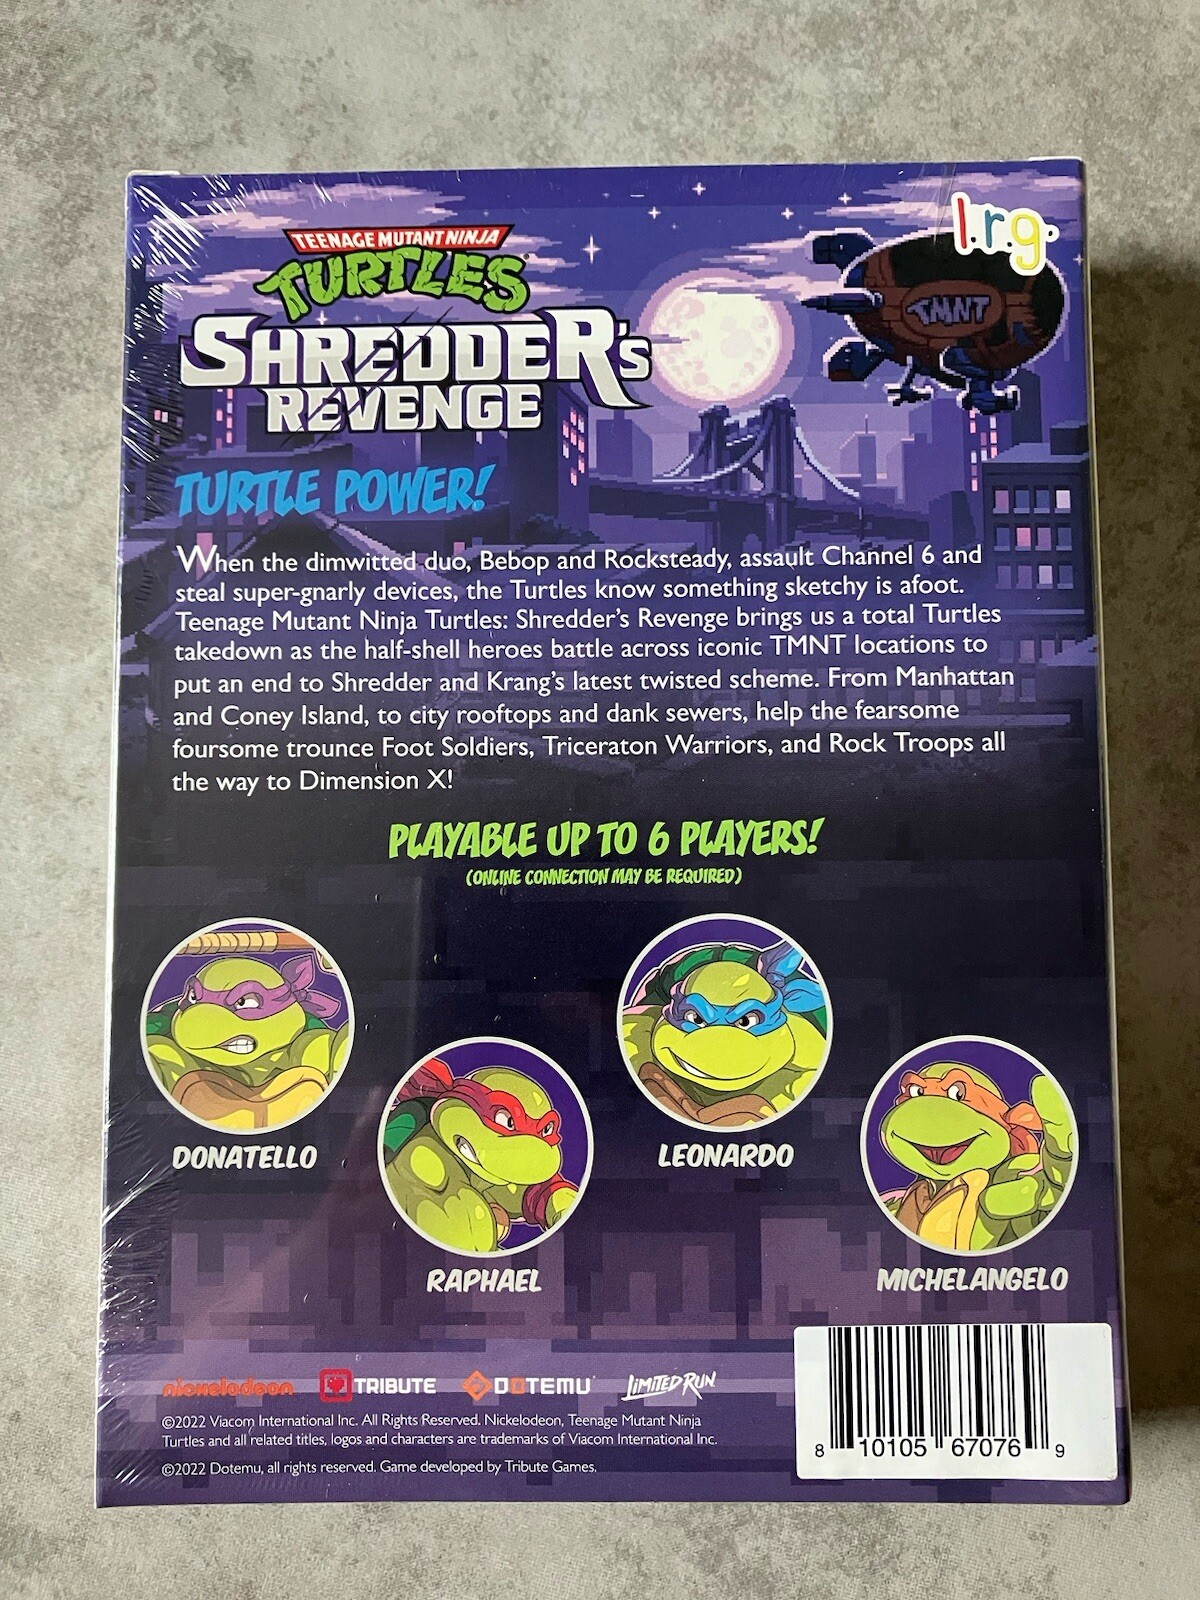 l.r.g.
TEENAGE MUTANT NINJA
TURTLES
TMNT
SHREDDER'S
REVENGE
TURTLE POWER!
When the dimwitted duo, Bebop and Rocksteady, assault Channel 6 and
steal super-gnarly devices, the Turtles know something sketchy is afoot.
Teenage Mutant Ninja Turtles: Shredder's Revenge brings us a total Turtles
takedown as the half-shell heroes battle across iconic TMNT locations to
put an end to Shredder and Krang's latest twisted scheme. From Manhattan
and Coney Island, to city rooftops and dank sewers, help the fearsome
foursome trounce Foot Soldiers, Triceraton Warriors, and Rock Troops all
the way to Dimension X!
PLAYABLE UP TO 6 PLAYERS!
(ONLINE CONNECTION MAY BE REQUIRED)
DONATELLO
LEONARDO
RAPHAEL
MICHELANGELO
nickelodeon TRIBUTE DOTEMU LIMITED RUN
©2022 Viacom International Inc. All Rights Reserved. Nickelodeon, Teenage Mutant Ninja
Turtles and all related titles, logos and characters are trademarks of Viacom International Inc.
©2022 Dotemu, all rights reserved. Game developed by Tribute Games.
8 10105 67076 9